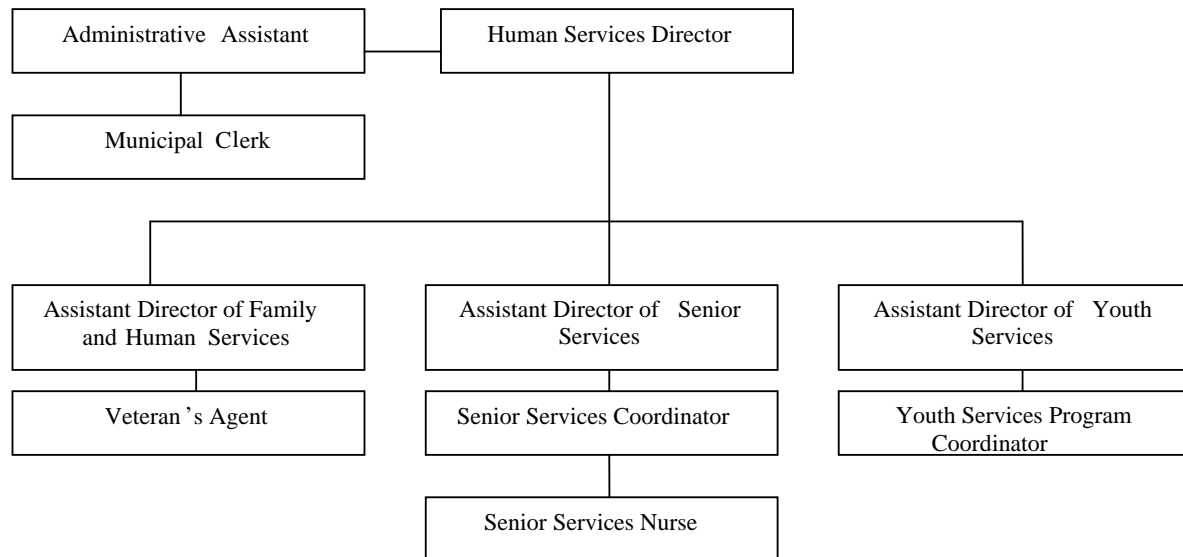 Administrative Assistant
Human Services Director
Municipal Clerk
Assistant Director of Family
and Human Services
Assistant Director of Senior
Services
Assistant Director of Youth
Services
Veteran's Agent
Senior Services Coordinator
Youth Services Program
Coordinator
Senior Services Nurse